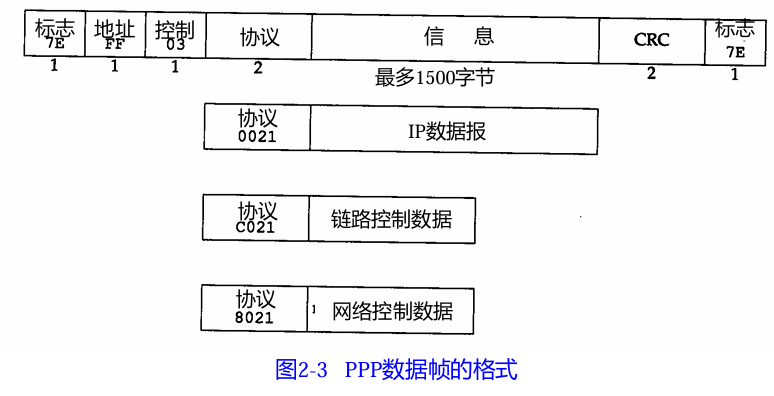 标志 地址 控制 协议 信 息 CRC 标志
7E FF 03 7E
1 1 1 2 最多1500字节 2 1
协议 IP数据报
0021
协议 链路控制数据
C021
协议 1 网络控制数据
8021
图2-3 PPP数据帧的格式